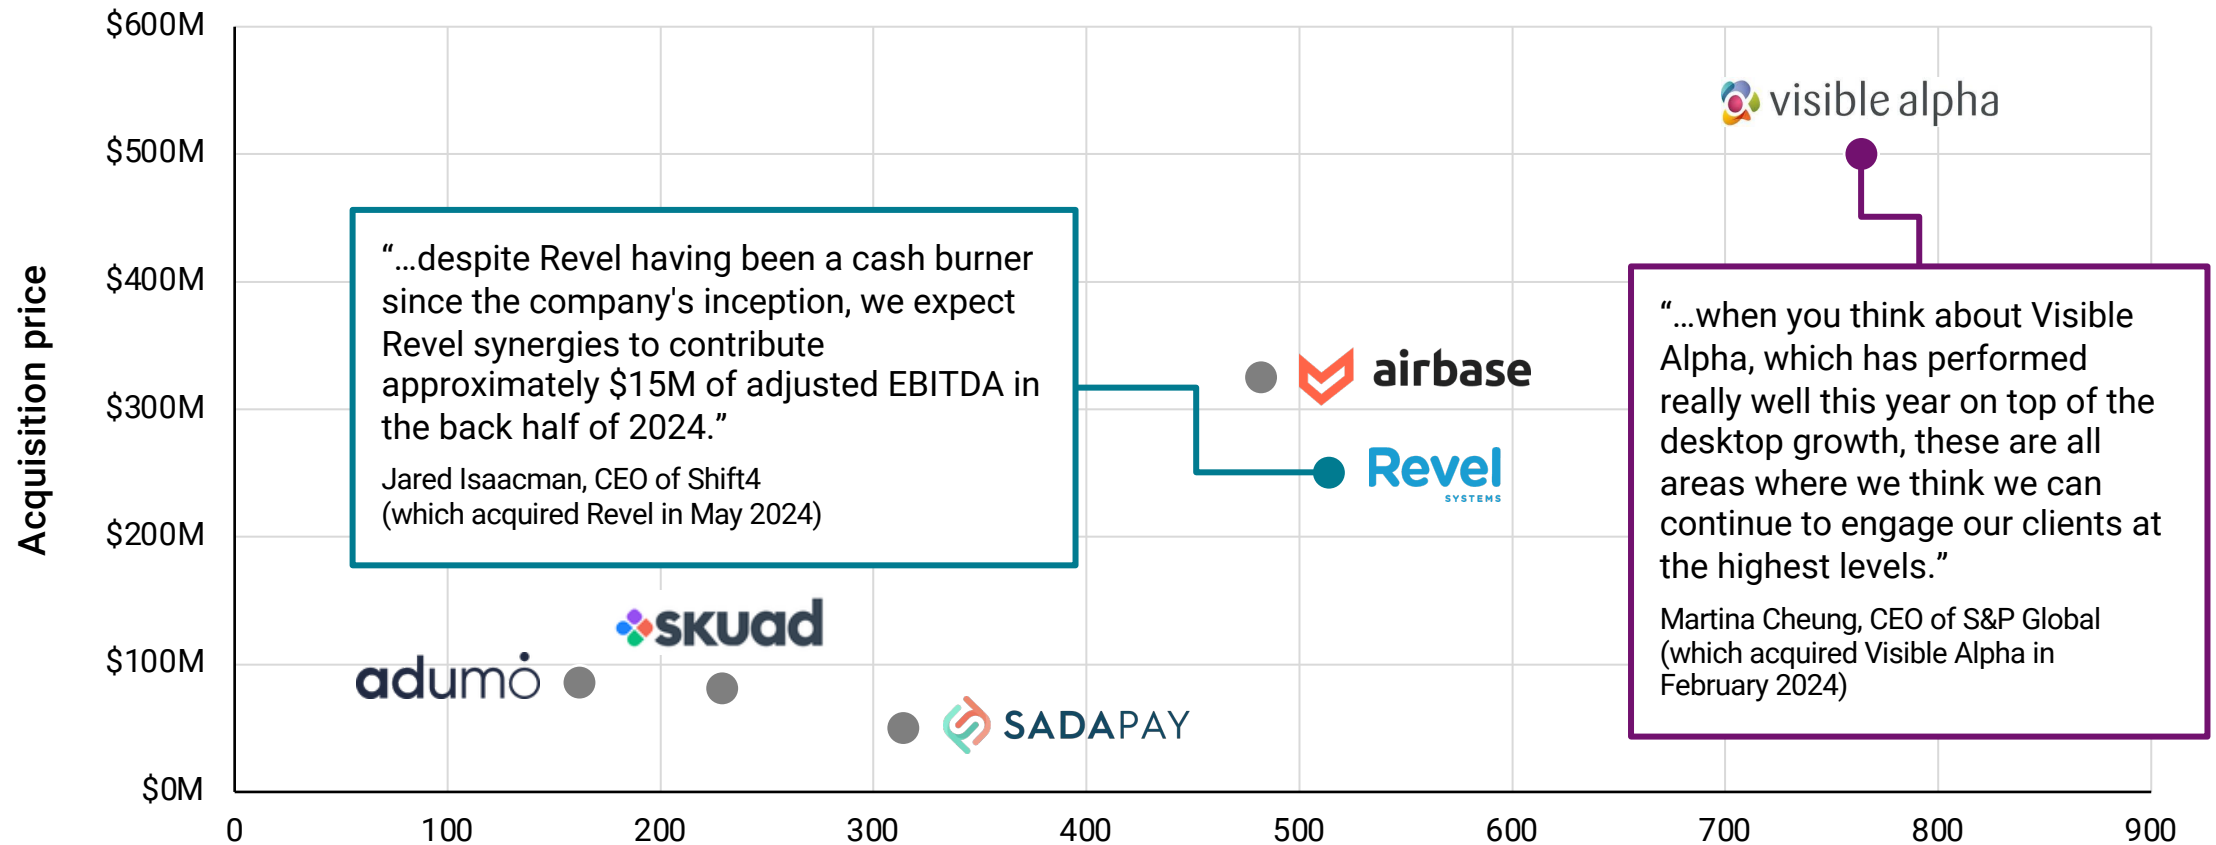 $600M
visible alpha
$500M
“…despite Revel having been a cash burner
since the company's inception, we expect
Revel synergies to contribute
approximately $15M of adjusted EBITDA in
the back half of 2024.”
Jared Isaacman, CEO of Shift4
(which acquired Revel in May 2024)
$400M
“…when you think about Visible
Alpha, which has performed
really well this year on top of the
desktop growth, these are all
areas where we think we can
continue to engage our clients at
the highest levels.”
Martina Cheung, CEO of S&P Global
(which acquired Visible Alpha in
February 2024)
Acquisition price
airbase
$300M
Revel
SYSTEMS
$200M
skuad
$100M
adumo
SADAPAY
$0M
0 100 200 300 400 500 600 700 800 900